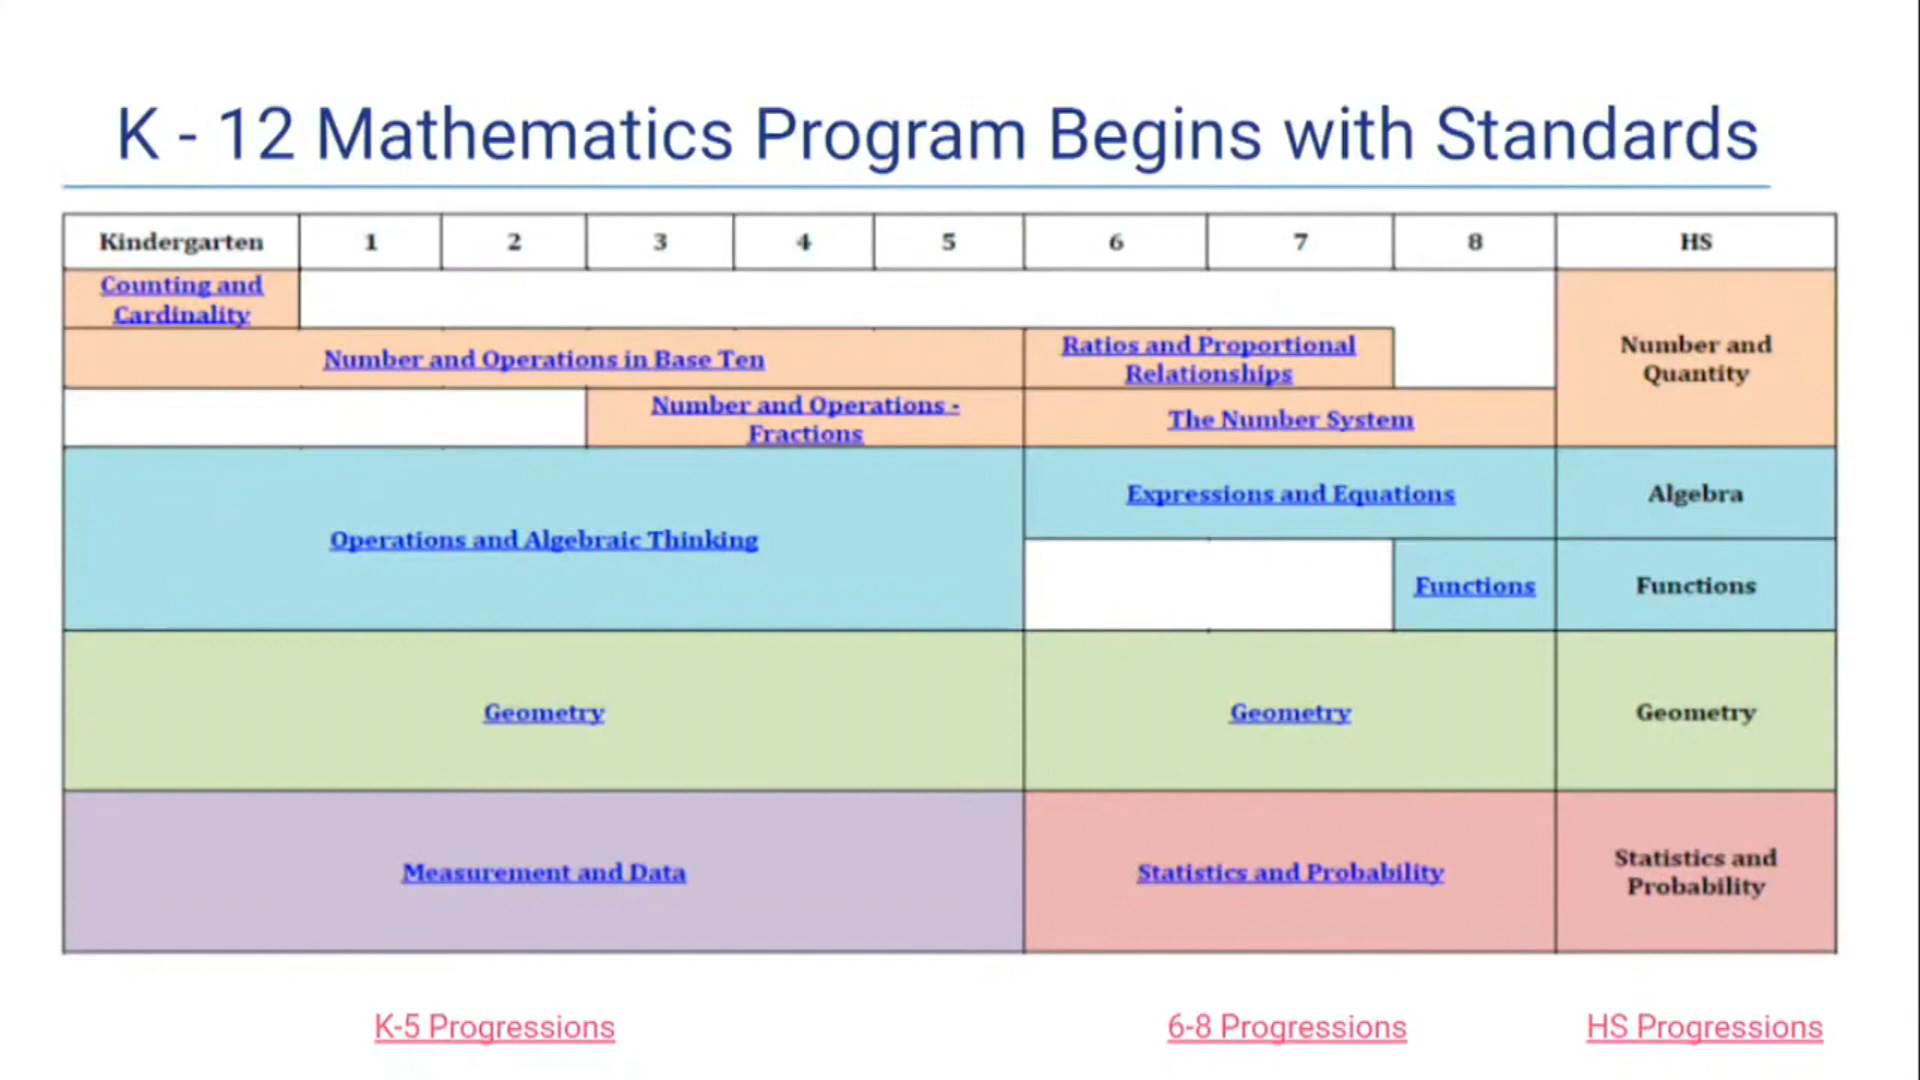 K - 12 Mathematics Program Begins with Standards
Kindergarten 1 2 3 4 5 6 7 8 HS
Counting and
Cardinality
Number and Operations in Base Ten
Ratios and Proportional
Relationships
Number and
Quantity
Number and Operations -
Fractions
The Number System
Operations and Algebraic Thinking
Expressions and Equations
Algebra
Functions
Functions
Geometry
Geometry
Geometry
Measurement and Data
Statistics and Probability
Statistics and
Probability
K-5 Progressions
6-8 Progressions
HS Progressions